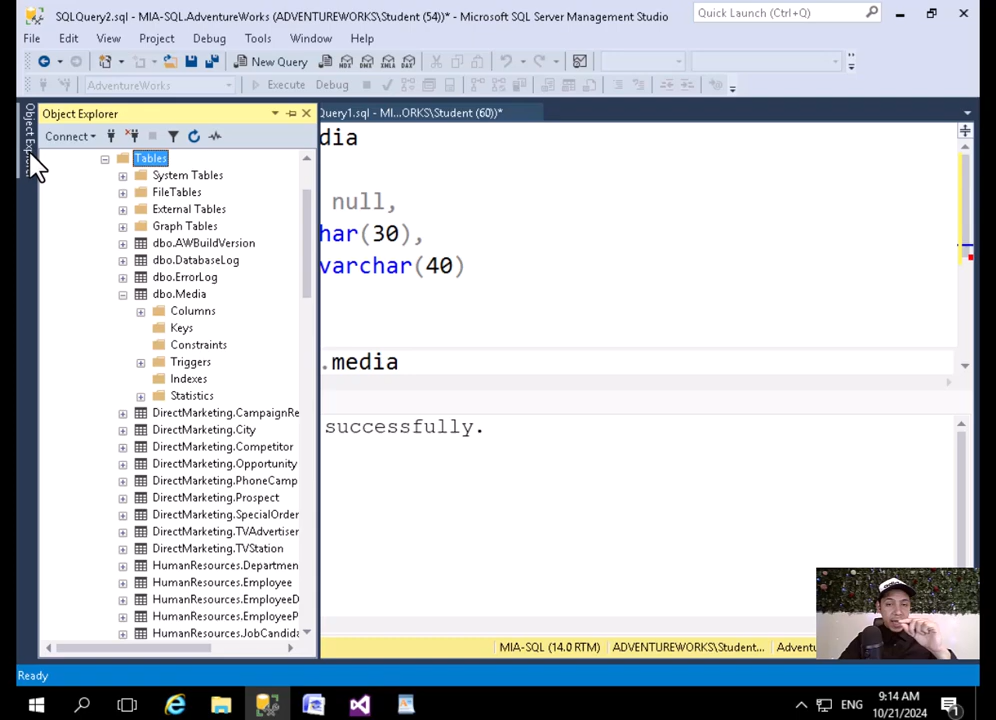 SQLQuery2.sql - MIA-SQL.AdventureWorks (ADVENTUREWORKS\Student (54))* - Microsoft SQL Server Management Studio
Quick Launch (Ctrl+Q)
File Edit View Project Debug Tools Window Help
New Query
AdventureWorks
Execute Debug
Object Explorer
Object Explorer
Query1.sql - MI...ORKS\Student (60))*
Connect
Tables
System Tables
FileTables
External Tables
Graph Tables
dbo.AWBuildVersion
dbo.DatabaseLog
dbo.ErrorLog
dbo.Media
Columns
Keys
Constraints
Triggers
Indexes
Statistics
DirectMarketing.CampaignRe
DirectMarketing.City
DirectMarketing.Competitor
DirectMarketing.Opportunity
DirectMarketing.PhoneCamp
DirectMarketing.Prospect
DirectMarketing.SpecialOrder
DirectMarketing.TVAdvertiser
DirectMarketing.TVStation
HumanResources.Departmen
HumanResources.Employee
HumanResources.EmployeeD
HumanResources.EmployeeP
HumanResources.JobCandida
dia
null,
har(30),
varchar(40)
.media
successfully.
MIA-SQL (14.0 RTM) ADVENTUREWORKS\Student... Adventu
Ready
ENG
9:14 AM
10/21/2024
1